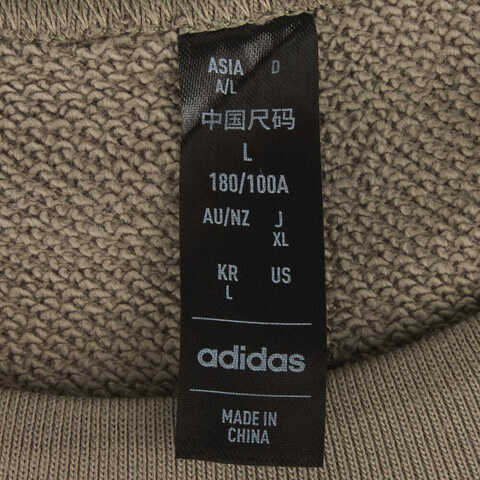 ASIA D
A/L
中国尺码
L
180/100A
AU/NZ J
XL
KR US
L
adidas
MADE IN
CHINA